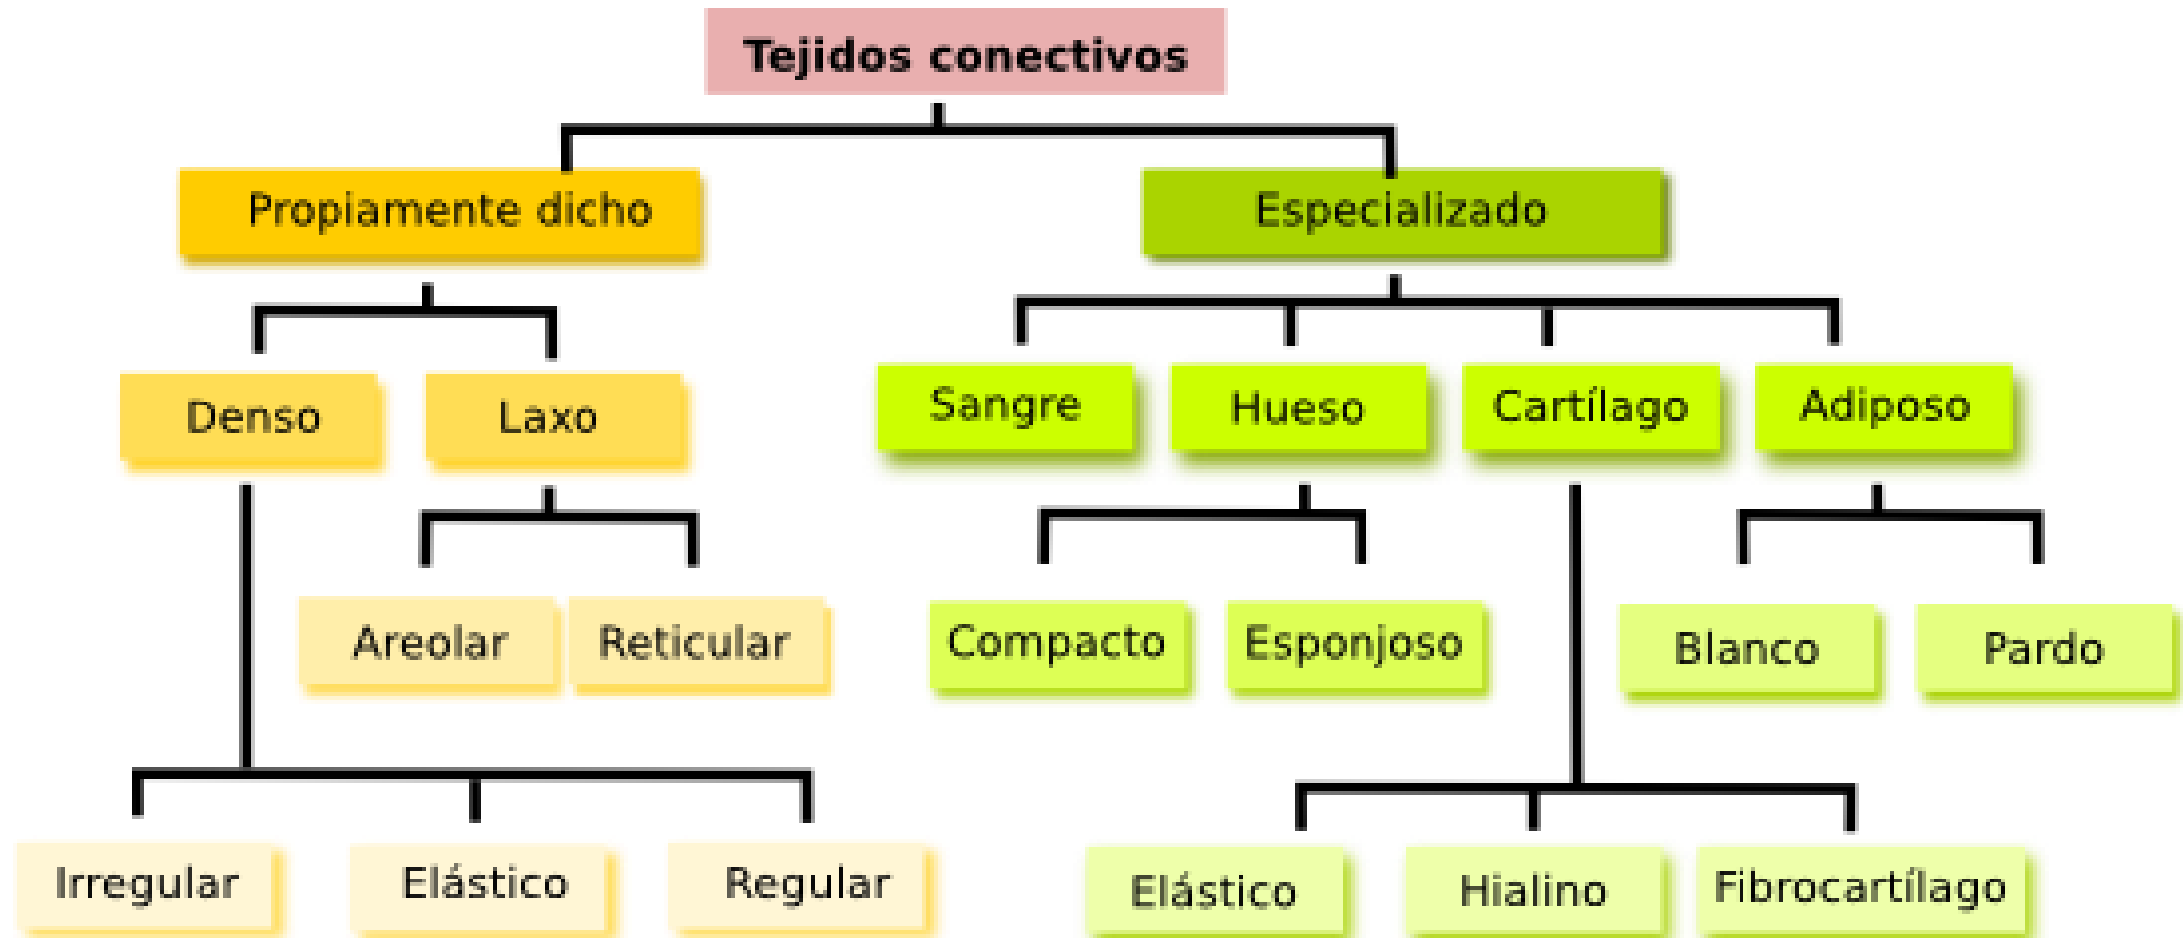 Tejidos conectivos
Propiamente dicho
Especializado
Denso
Laxo
Sangre
Hueso
Cartílago
Adiposo
Areolar
Reticular
Compacto
Esponjoso
Blanco
Pardo
Irregular
Elástico
Regular
Elástico
Hialino
Fibrocartílago